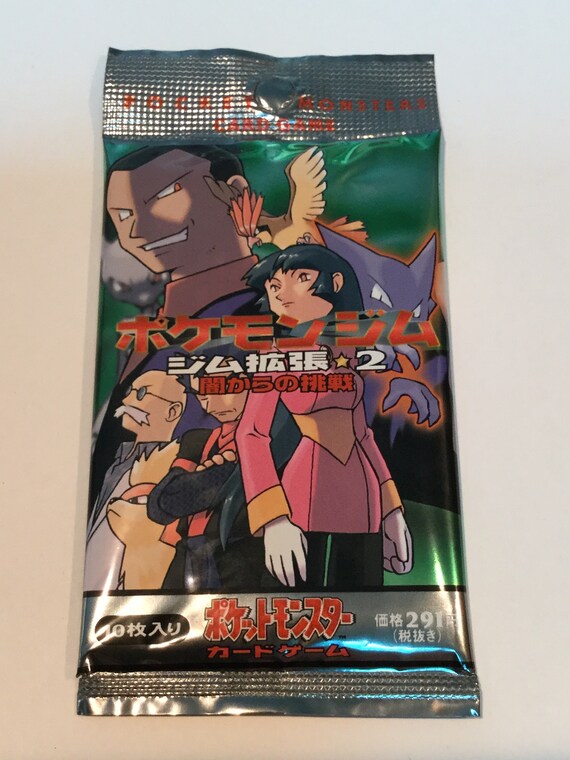 POCKET MONSTERS
CARD GAME
ポケモンジム
ジム拡張★2
闇からの挑戦
10枚入り
ポケットモンスター
TM
カードゲーム
価格291円
(税抜き)